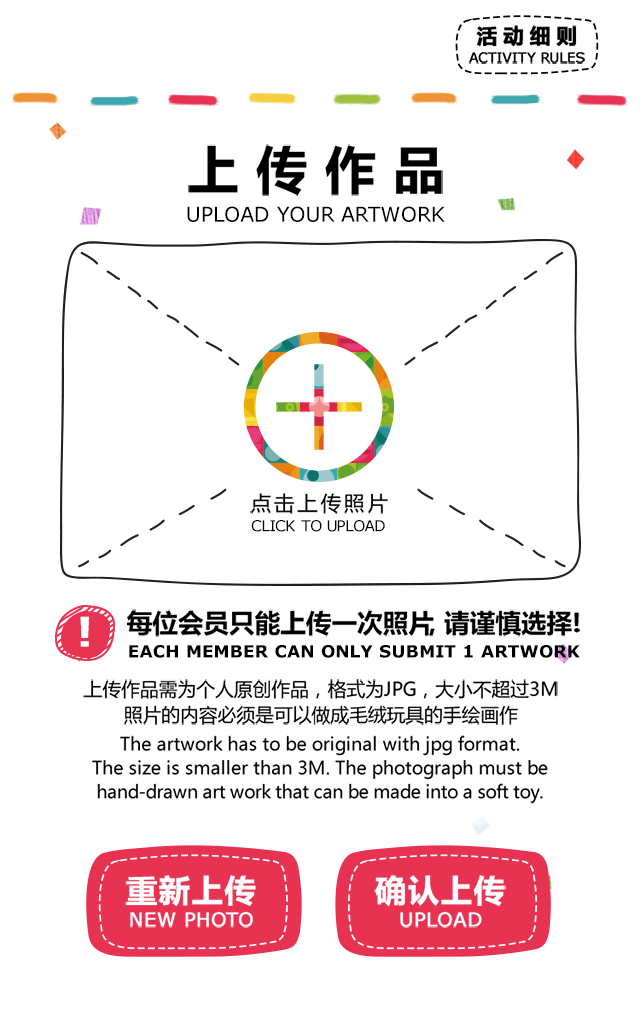 活动细则
ACTIVITY RULES
上传作品
UPLOAD YOUR ARTWORK
点击上传照片
CLICK TO UPLOAD
!
每位会员只能上传一次照片,请谨慎选择!
EACH MEMBER CAN ONLY SUBMIT 1 ARTWORK
上传作品需为个人原创作品，格式为JPG，大小不超过3M
照片的内容必须是可以做成毛绒玩具的手绘画作
The artwork has to be original with jpg format.
The size is smaller than 3M. The photograph must be
hand-drawn art work that can be made into a soft toy.
重新上传
NEW PHOTO
确认上传
UPLOAD